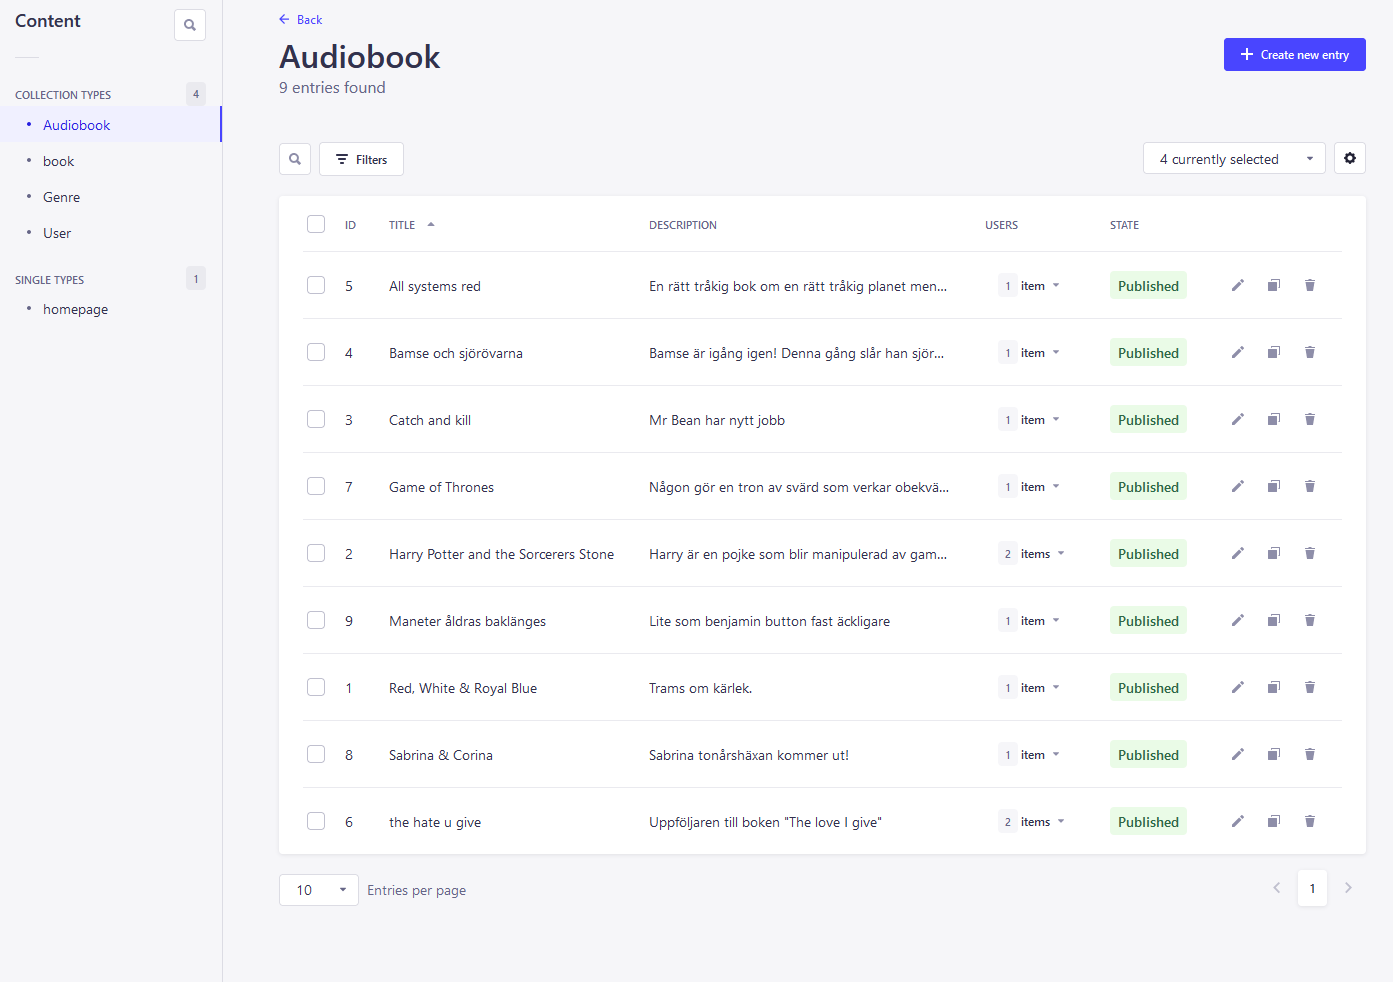 Content
COLLECTION TYPES 4
Audiobook
book
Genre
User
SINGLE TYPES 1
homepage
Back
Audiobook
9 entries found
Create new entry
Filters
4 currently selected
ID TITLE DESCRIPTION USERS STATE
5 All systems red En rätt tråkig bok om en rätt tråkig planet men... 1 item Published
4 Bamse och sjörövarna Bamse är igång igen! Denna gång slår han sjör... 1 item Published
3 Catch and kill Mr Bean har nytt jobb 1 item Published
7 Game of Thrones Någon gör en tron av svärd som verkar obekvä... 1 item Published
2 Harry Potter and the Sorcerers Stone Harry är en pojke som blir manipulerad av gam... 2 items Published
9 Maneter åldras baklänges Lite som benjamin button fast äckligare 1 item Published
1 Red, White & Royal Blue Trams om kärlek. 1 item Published
8 Sabrina & Corina Sabrina tonårshäxan kommer ut! 1 item Published
6 the hate u give Uppföljaren till boken "The love I give" 2 items Published
10 Entries per page
1